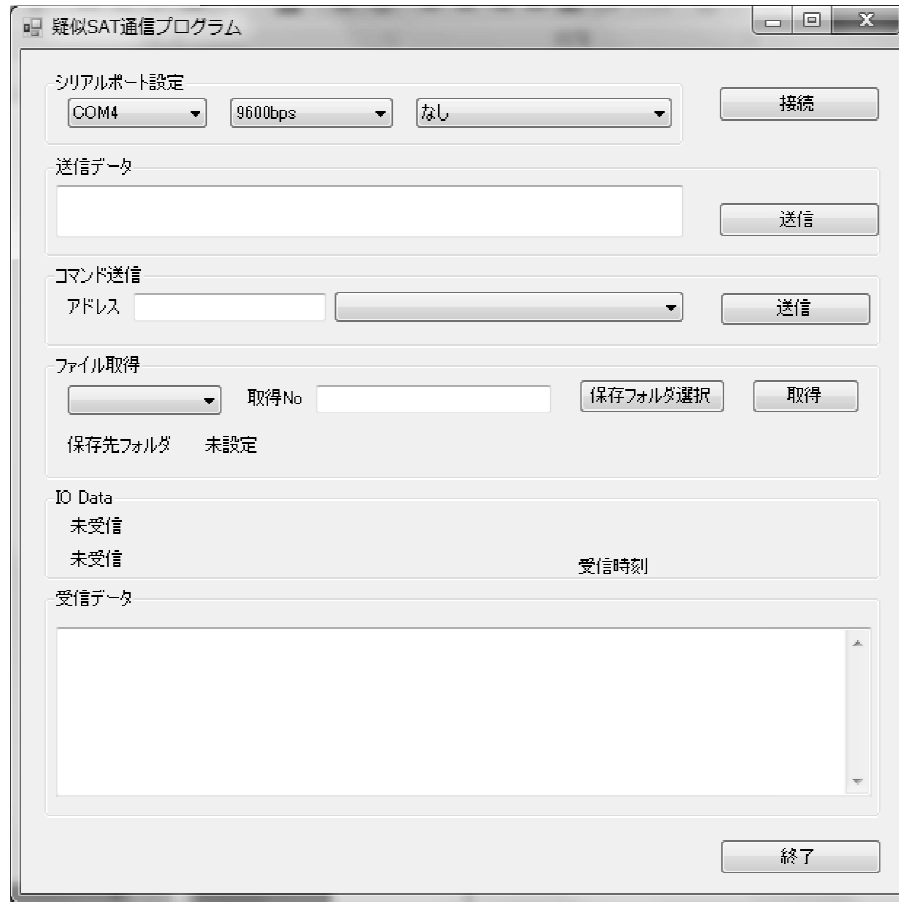 疑似SAT通信プログラム
シリアルポート設定
COM4 9600bps なし 接続
送信データ
送信
コマンド送信
アドレス 送信
ファイル取得
取得No 保存フォルダ選択 取得
保存先フォルダ 未設定
IO Data
未受信
未受信 受信時刻
受信データ
終了